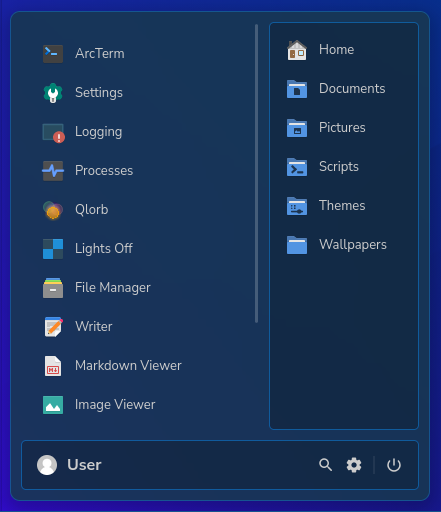 ArcTerm
Settings
Logging
Processes
Qlorb
Lights Off
File Manager
Writer
Markdown Viewer
Image Viewer
Home
Documents
Pictures
Scripts
Themes
Wallpapers
User